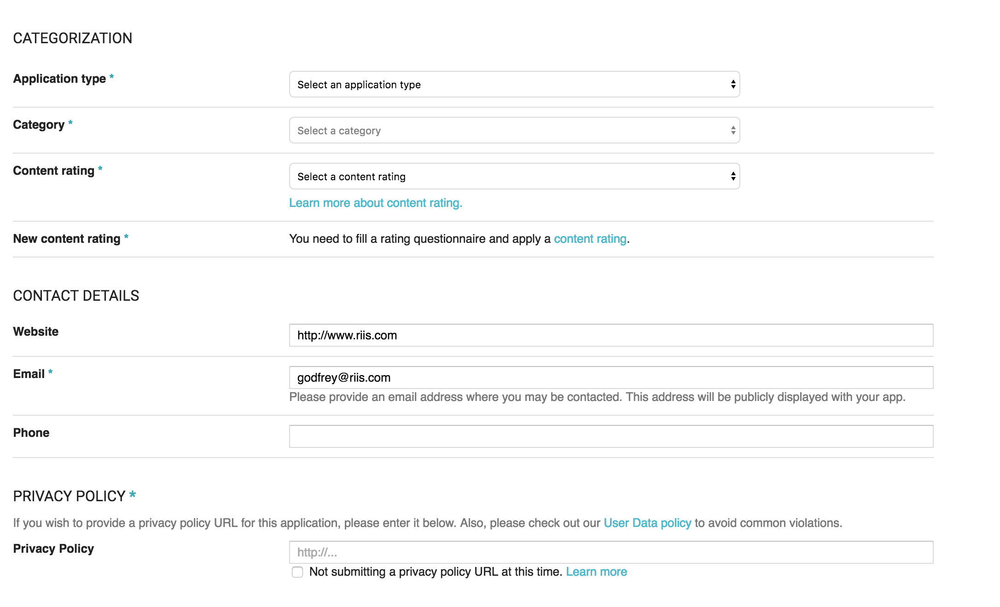 CATEGORIZATION
Application type *
Select an application type
Category *
Select a category
Content rating *
Select a content rating
Learn more about content rating.
New content rating *
You need to fill a rating questionnaire and apply a content rating.
CONTACT DETAILS
Website
http://www.riis.com
Email *
godfrey@riis.com
Please provide an email address where you may be contacted. This address will be publicly displayed with your app.
Phone
PRIVACY POLICY *
If you wish to provide a privacy policy URL for this application, please enter it below. Also, please check out our User Data policy to avoid common violations.
Privacy Policy
http://...
Not submitting a privacy policy URL at this time. Learn more